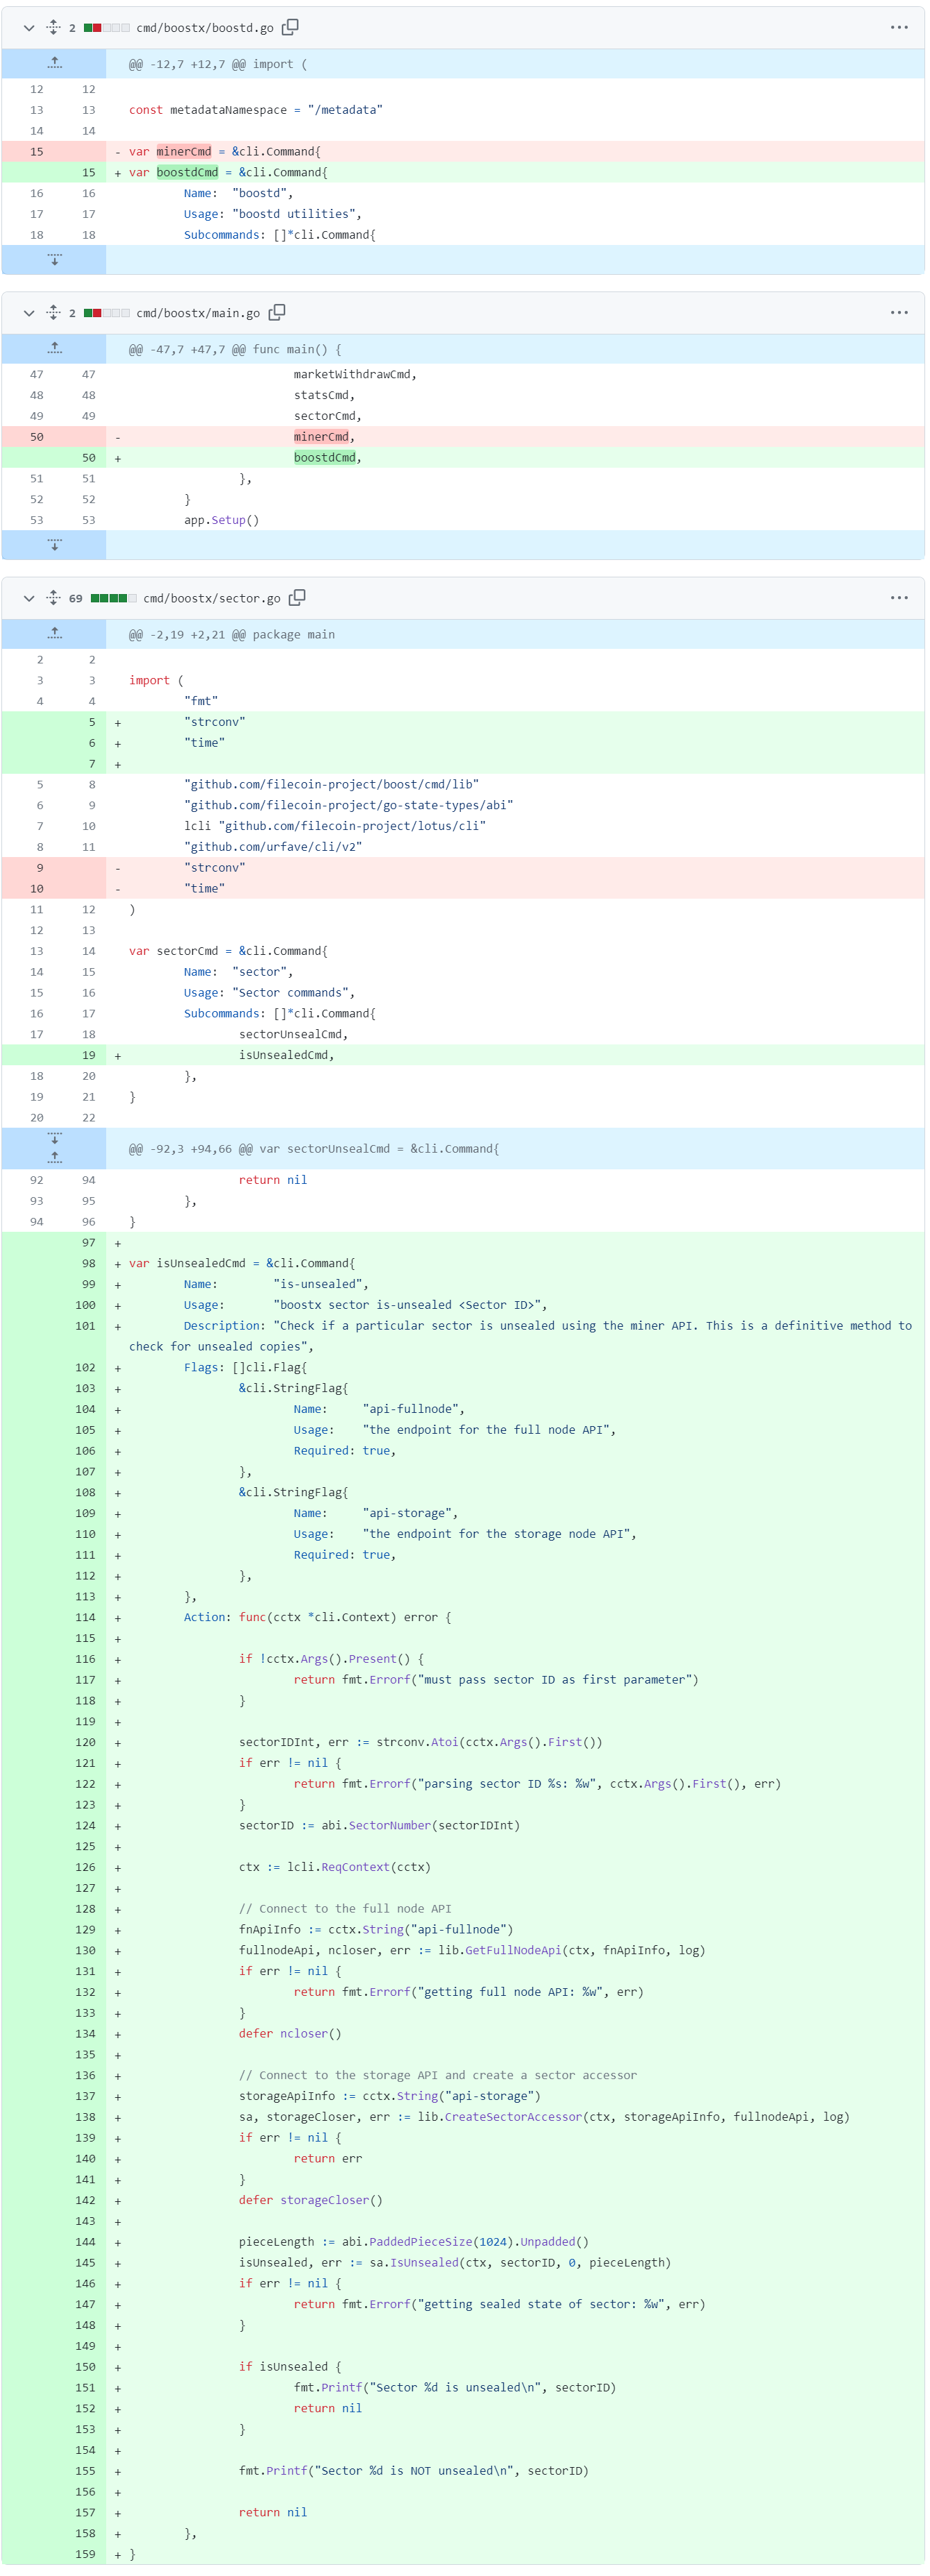 2 cmd/boostx/boostd.go
@@ -12,7 +12,7 @@ import (
12 12
13 13 const metadataNamespace = "/metadata"
14 14
15 - var minerCmd = &cli.Command{
15 + var boostdCmd = &cli.Command{
16 16 Name:  "boostd",
17 17 Usage: "boostd utilities",
18 18 Subcommands: []*cli.Command{
2 cmd/boostx/main.go
@@ -47,7 +47,7 @@ func main() {
47 47 marketWithdrawCmd,
48 48 statsCmd,
49 49 sectorCmd,
50 - minerCmd,
50 + boostdCmd,
51 51 },
52 52 }
53 53 app.Setup()
69 cmd/boostx/sector.go
@@ -2,19 +2,21 @@ package main
2 2
3 3 import (
4 4 "fmt"
5 + "strconv"
6 + "time"
7 +
5 8 "github.com/filecoin-project/boost/cmd/lib"
6 9 "github.com/filecoin-project/go-state-types/abi"
7 10 lcli "github.com/filecoin-project/lotus/cli"
8 11 "github.com/urfave/cli/v2"
9 - "strconv"
10 - "time"
11 12 )
12 13
13 14 var sectorCmd = &cli.Command{
14 15 Name:  "sector",
15 16 Usage: "Sector commands",
16 17 Subcommands: []*cli.Command{
17 18 sectorUnsealCmd,
19 + isUnsealedCmd,
18 20 },
19 21 }
20 22
@@ -92,3 +94,66 @@ var sectorUnsealCmd = &cli.Command{
92 94 return nil
93 95 },
94 96 }
97 +
98 + var isUnsealedCmd = &cli.Command{
99 + Name:        "is-unsealed",
100 + Usage:       "boostx sector is-unsealed <Sector ID>",
101 + Description: "Check if a particular sector is unsealed using the miner API. This is a definitive method to
check for unsealed copies",
102 + Flags: []cli.Flag{
103 + &cli.StringFlag{
104 + Name:     "api-fullnode",
105 + Usage:    "the endpoint for the full node API",
106 + Required: true,
107 + },
108 + &cli.StringFlag{
109 + Name:     "api-storage",
110 + Usage:    "the endpoint for the storage node API",
111 + Required: true,
112 + },
113 + },
114 + Action: func(cctx *cli.Context) error {
115 +
116 + if !cctx.Args().Present() {
117 + return fmt.Errorf("must pass sector ID as first parameter")
118 + }
119 +
120 + sectorIDInt, err := strconv.Atoi(cctx.Args().First())
121 + if err != nil {
122 + return fmt.Errorf("parsing sector ID %s: %w", cctx.Args().First(), err)
123 + }
124 + sectorID := abi.SectorNumber(sectorIDInt)
125 +
126 + ctx := lcli.ReqContext(cctx)
127 +
128 + // Connect to the full node API
129 + fnApiInfo := cctx.String("api-fullnode")
130 + fullnodeApi, ncloser, err := lib.GetFullNodeApi(ctx, fnApiInfo, log)
131 + if err != nil {
132 + return fmt.Errorf("getting full node API: %w", err)
133 + }
134 + defer ncloser()
135 +
136 + // Connect to the storage API and create a sector accessor
137 + storageApiInfo := cctx.String("api-storage")
138 + sa, storageCloser, err := lib.CreateSectorAccessor(ctx, storageApiInfo, fullnodeApi, log)
139 + if err != nil {
140 + return err
141 + }
142 + defer storageCloser()
143 +
144 + pieceLength := abi.PaddedPieceSize(1024).Unpadded()
145 + isUnsealed, err := sa.IsUnsealed(ctx, sectorID, 0, pieceLength)
146 + if err != nil {
147 + return fmt.Errorf("getting sealed state of sector: %w", err)
148 + }
149 +
150 + if isUnsealed {
151 + fmt.Printf("Sector %d is unsealed\n", sectorID)
152 + return nil
153 + }
154 +
155 + fmt.Printf("Sector %d is NOT unsealed\n", sectorID)
156 +
157 + return nil
158 + },
159 + }